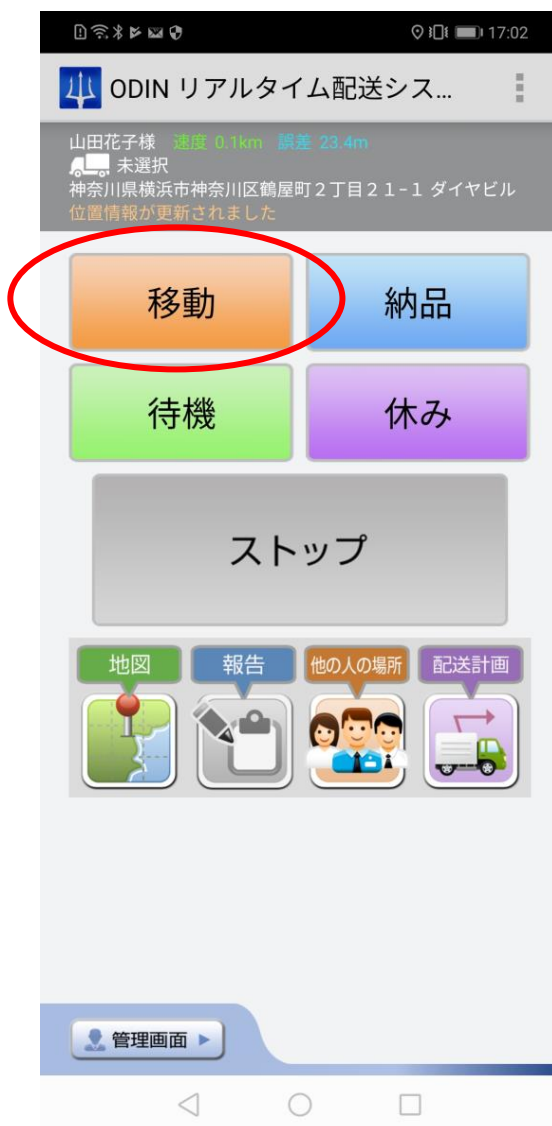 17:02
ODIN リアルタイム配送シス...
山田花子様 速度 0.1km 誤差 23.4m
未選択
神奈川県横浜市神奈川区鶴屋町２丁目２１−１ ダイヤビル
位置情報が更新されました
移動
納品
待機
休み
ストップ
地図
報告
他の人の場所
配送計画
管理画面